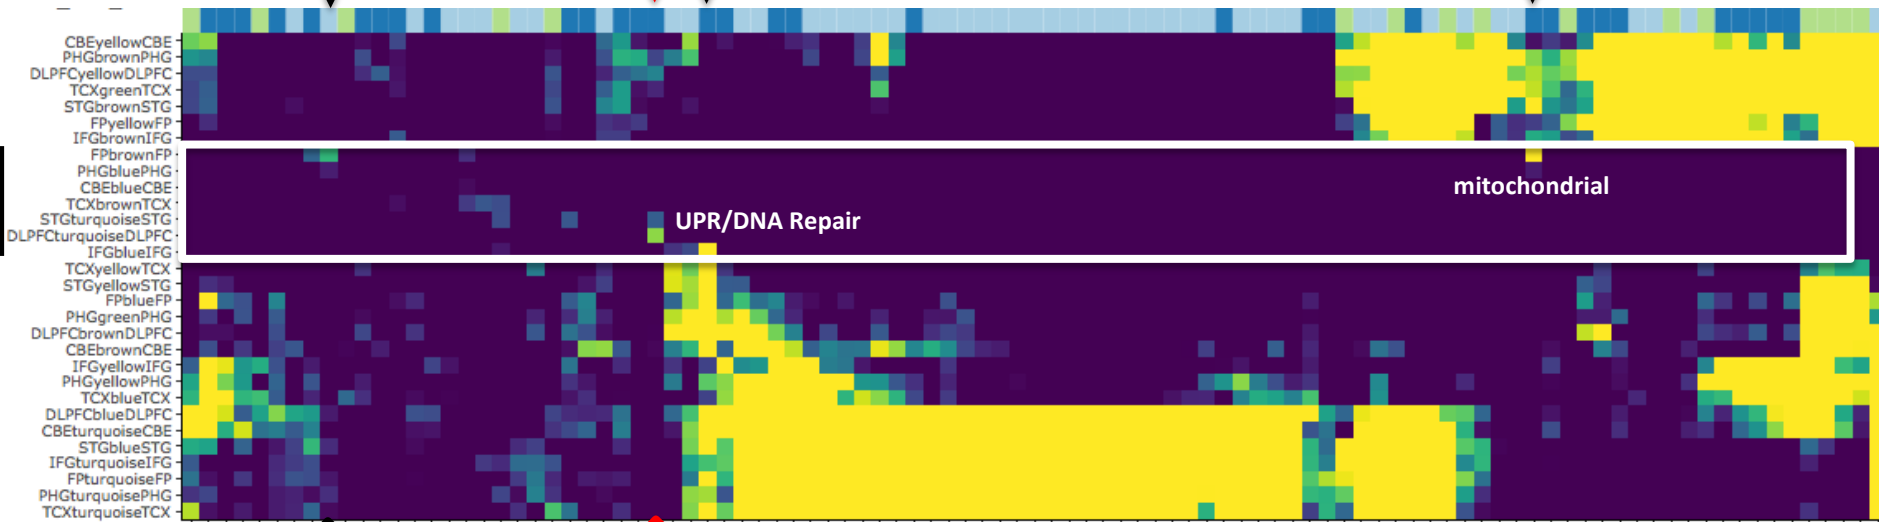 CBEyellowCBE
PHGbrownPHG
DLPFCyellowDLPFC
TCXgreenTCX
STGbrownSTG
FPyellowFP
IFGbrownIFG
FPbrownFP
PHGbluePHG
CBEblueCBE
mitochondrial
TCXbrownTCX
STGturquoiseSTG
UPR/DNA Repair
DLPFCturquoiseDLPFC
IFGblueIFG
TCXyellowTCX
STGyellowSTG
FPblueFP
PHGgreenPHG
DLPFCbrownDLPFC
CBEbrownCBE
IFGyellowIFG
PHGyellowPHG
TCXblueTCX
DLPFCblueDLPFC
CBEturquoiseCBE
STGblueSTG
IFGturquoiseIFG
FPturquoiseFP
PHGturquoisePHG
TCXturquoiseTCX